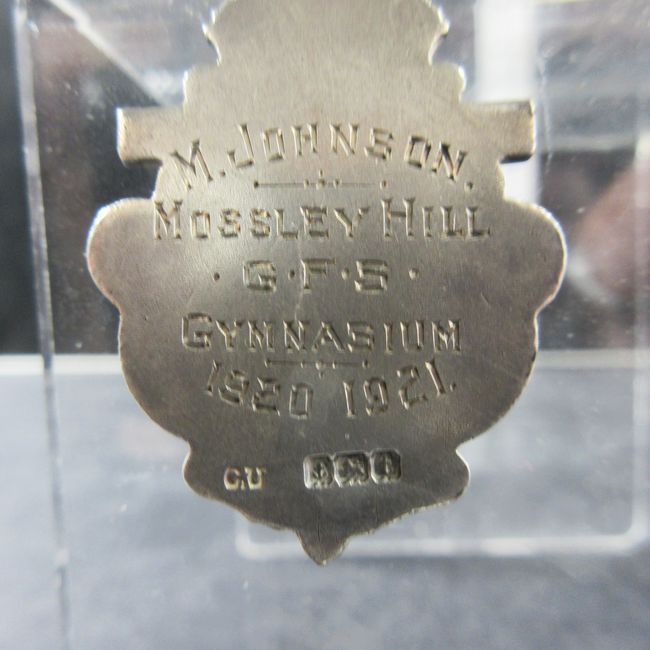 M. JOHNSON.
MOSSLEY HILL
· G · F · S ·
GYMNASIUM
1920 1921.
C.U